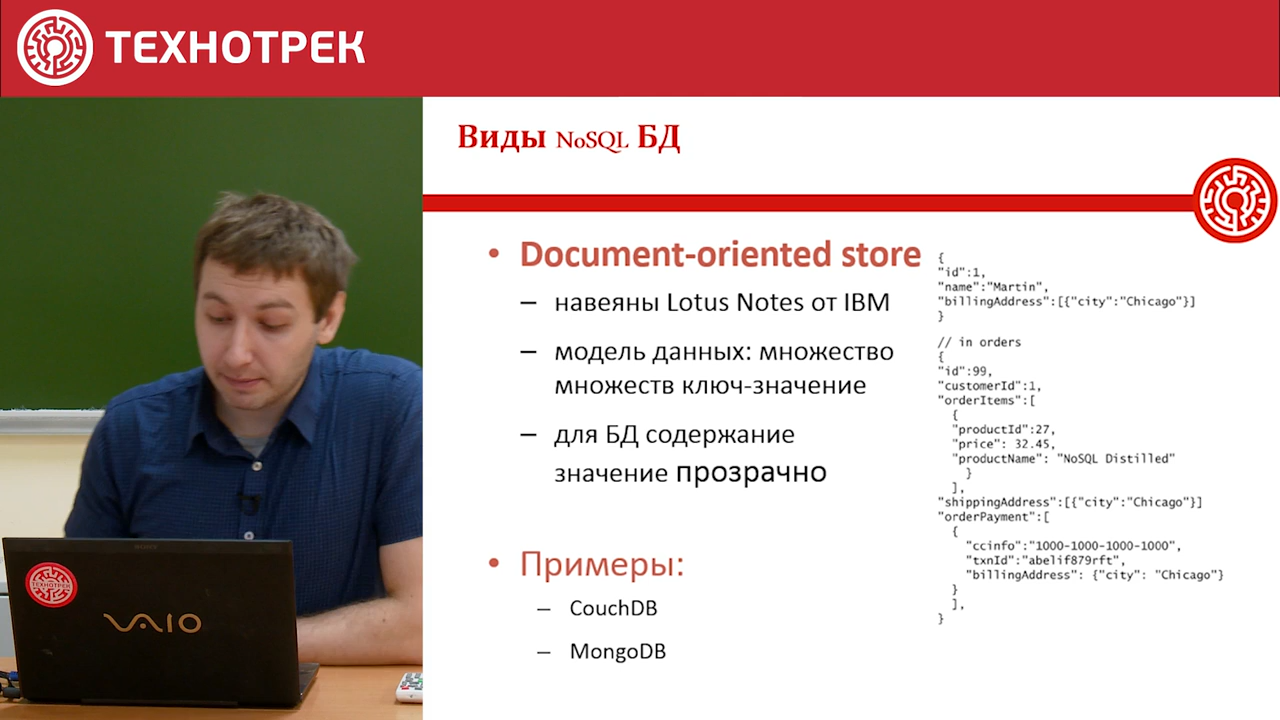 ТЕХНОТРЕК
Виды NoSQL БД
• Document-oriented store
– навеяны Lotus Notes от IBM
– модель данных: множество
множеств ключ-значение
– для БД содержание
значение прозрачно
• Примеры:
– CouchDB
– MongoDB
{
"id":1,
"name":"Martin",
"billingAddress":[{"city":"Chicago"}]
}
// in orders
{
"id":99,
"customerId":1,
"orderItems":[
{
"productId":27,
"price": 32.45,
"productName": "NoSQL Distilled"
}
],
"shippingAddress":[{"city":"Chicago"}]
"orderPayment":[
{
"ccinfo":"1000-1000-1000-1000",
"txnId":"abelif879rft",
"billingAddress": {"city": "Chicago"}
}
],
}
SONY
ТЕХНОТРЕК
VAIO